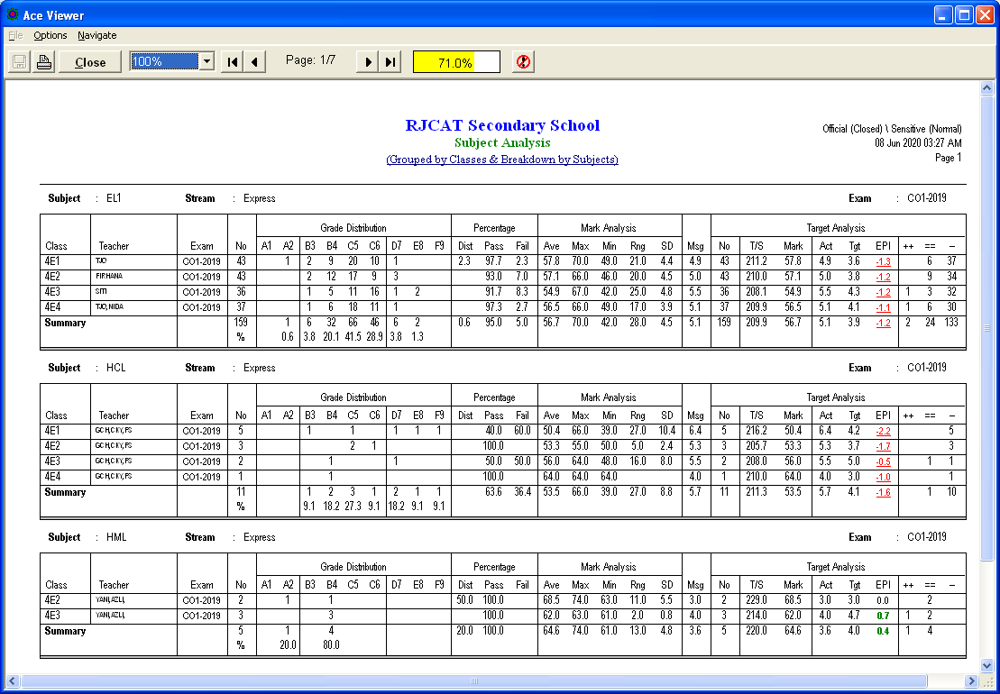 Ace Viewer
File Options Navigate
Close 100% Page: 1/7 71.0%
RJCAT Secondary School
Subject Analysis
(Grouped by Classes & Breakdown by Subjects)
Official (Closed) \ Sensitive (Normal)
08 Jun 2020 03:27 AM
Page 1
Subject : EL1 Stream : Express Exam : CO1-2019
Grade Distribution Percentage Mark Analysis Target Analysis
Class Teacher Exam No A1 A2 B3 B4 C5 C6 D7 E8 F9 Dist Pass Fail Ave Max Min Rng SD Msg No T/S Mark Act Tgt EPI ++ == --
4E1 TJO CO1-2019 43 1 2 9 20 10 1 2.3 97.7 2.3 57.8 70.0 49.0 21.0 4.4 4.9 43 211.2 57.8 4.9 3.6 -1.3 6 37
4E2 FIRHANA CO1-2019 43 2 12 17 9 3 93.0 7.0 57.1 66.0 46.0 20.0 4.5 5.0 43 210.0 57.1 5.0 3.8 -1.2 9 34
4E3 SITI CO1-2019 36 1 5 11 16 1 2 91.7 8.3 54.9 67.0 42.0 25.0 4.8 5.5 36 208.1 54.9 5.5 4.3 -1.2 1 3 32
4E4 TJO, NIDA CO1-2019 37 1 6 18 11 1 97.3 2.7 56.5 66.0 49.0 17.0 3.9 5.1 37 209.9 56.5 5.1 4.1 -1.1 1 6 30
Summary 159 1 6 32 66 46 6 2 0.6 95.0 5.0 56.7 70.0 42.0 28.0 4.5 5.1 159 209.9 56.7 5.1 3.9 -1.2 2 24 133
% 0.6 3.8 20.1 41.5 28.9 3.8 1.3
Subject : HCL Stream : Express Exam : CO1-2019
Grade Distribution Percentage Mark Analysis Target Analysis
Class Teacher Exam No A1 A2 B3 B4 C5 C6 D7 E8 F9 Dist Pass Fail Ave Max Min Rng SD Msg No T/S Mark Act Tgt EPI ++ == --
4E1 GCH,CKY,FS CO1-2019 5 1 1 1 1 1 40.0 60.0 50.4 66.0 39.0 27.0 10.4 6.4 5 216.2 50.4 6.4 4.2 -2.2 5
4E2 GCH,CKY,FS CO1-2019 3 2 1 100.0 53.3 55.0 50.0 5.0 2.4 5.3 3 205.7 53.3 5.3 3.7 -1.7 3
4E3 GCH,CKY,FS CO1-2019 2 1 1 50.0 50.0 56.0 64.0 48.0 16.0 8.0 5.5 2 208.0 56.0 5.5 5.0 -0.5 1 1
4E4 GCH,CKY,FS CO1-2019 1 1 100.0 64.0 64.0 64.0 4.0 1 210.0 64.0 4.0 3.0 -1.0 1
Summary 11 1 2 3 1 2 1 1 63.6 36.4 53.5 66.0 39.0 27.0 8.8 5.7 11 211.3 53.5 5.7 4.1 -1.6 1 10
% 9.1 18.2 27.3 9.1 18.2 9.1 9.1
Subject : HML Stream : Express Exam : CO1-2019
Grade Distribution Percentage Mark Analysis Target Analysis
Class Teacher Exam No A1 A2 B3 B4 C5 C6 D7 E8 F9 Dist Pass Fail Ave Max Min Rng SD Msg No T/S Mark Act Tgt EPI ++ == --
4E2 YANI,AZLI, CO1-2019 2 1 1 50.0 100.0 68.5 74.0 63.0 11.0 5.5 3.0 2 229.0 68.5 3.0 3.0 0.0 2
4E3 YANI,AZLI, CO1-2019 3 3 100.0 62.0 63.0 61.0 2.0 0.8 4.0 3 214.0 62.0 4.0 4.7 0.7 1 2
Summary 5 1 4 20.0 100.0 64.6 74.0 61.0 13.0 4.8 3.6 5 220.0 64.6 3.6 4.0 0.4 1 4
% 20.0 80.0